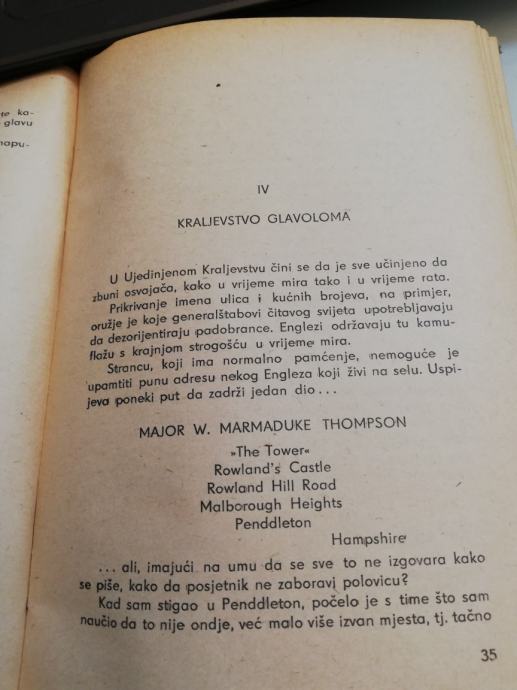 te ka-
glavu
napu-
IV
KRALJEVSTVO GLAVOLOMA
U Ujedinjenom Kraljevstvu čini se da je sve učinjeno da
zbuni osvajača, kako u vrijeme mira tako i u vrijeme rata.
Prikrivanje imena ulica i kućnih brojeva, na primjer,
oružje je koje generalštabovi čitavog svijeta upotrebljavaju
da dezorijentiraju padobrance. Englezi održavaju tu kamu-
flažu s krajnjom strogošću u vrijeme mira.
Strancu, koji ima normalno pamćenje, nemoguće je
upamtiti punu adresu nekog Engleza koji živi na selu. Uspi-
jeva poneki put da zadrži jedan dio...
MAJOR W. MARMADUKE THOMPSON
»The Tower«
Rowland's Castle
Rowland Hill Road
Malborough Heights
Penddleton
Hampshire
... ali, imajući na umu da se sve to ne izgovara kako
se piše, kako da posjetnik ne zaboravi polovicu?
Kad sam stigao u Penddleton, počelo je s time što sam
naučio da to nije ondje, već malo više izvan mjesta, tj. tačno
35